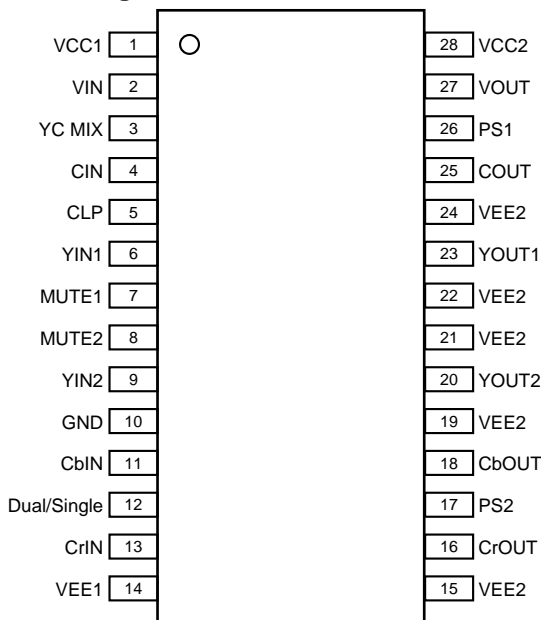 VCC1 1 28 VCC2
VIN 2 27 VOUT
YC MIX 3 26 PS1
CIN 4 25 COUT
CLP 5 24 VEE2
YIN1 6 23 YOUT1
MUTE1 7 22 VEE2
MUTE2 8 21 VEE2
YIN2 9 20 YOUT2
GND 10 19 VEE2
CbIN 11 18 CbOUT
Dual/Single 12 17 PS2
CrIN 13 16 CrOUT
VEE1 14 15 VEE2